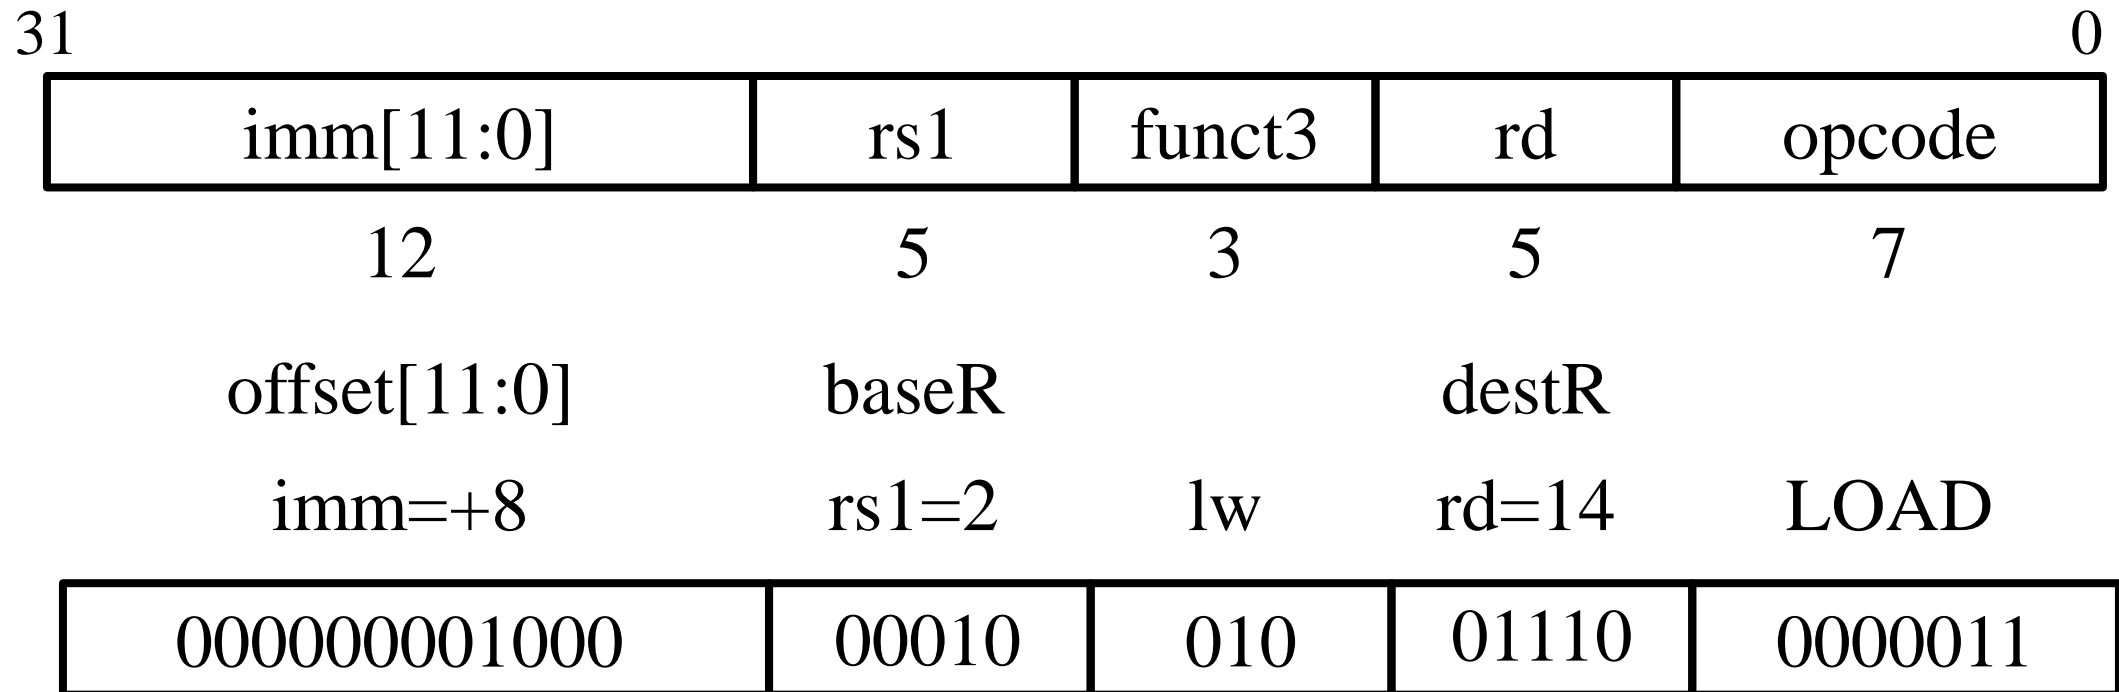 31 0
imm[11:0] rs1 funct3 rd opcode
12 5 3 5 7
offset[11:0] baseR destR
imm=+8 rs1=2 lw rd=14 LOAD
000000001000 00010 010 01110 0000011